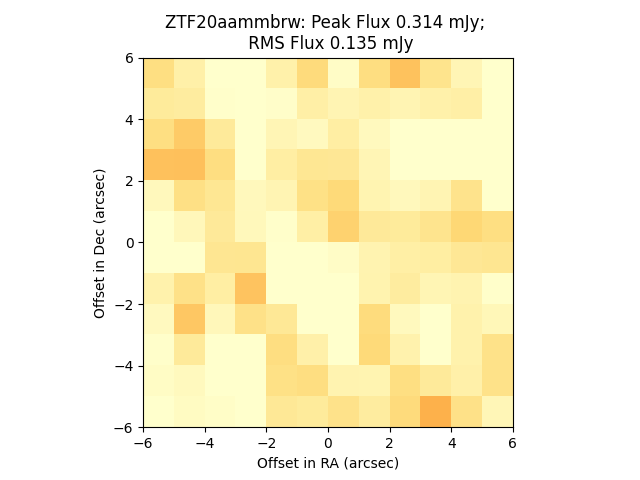 ZTF20aammbrw: Peak Flux 0.314 mJy;
RMS Flux 0.135 mJy
6
4
2
0
−2
−4
−6
Offset in Dec (arcsec)
−6 −4 −2 0 2 4 6
Offset in RA (arcsec)